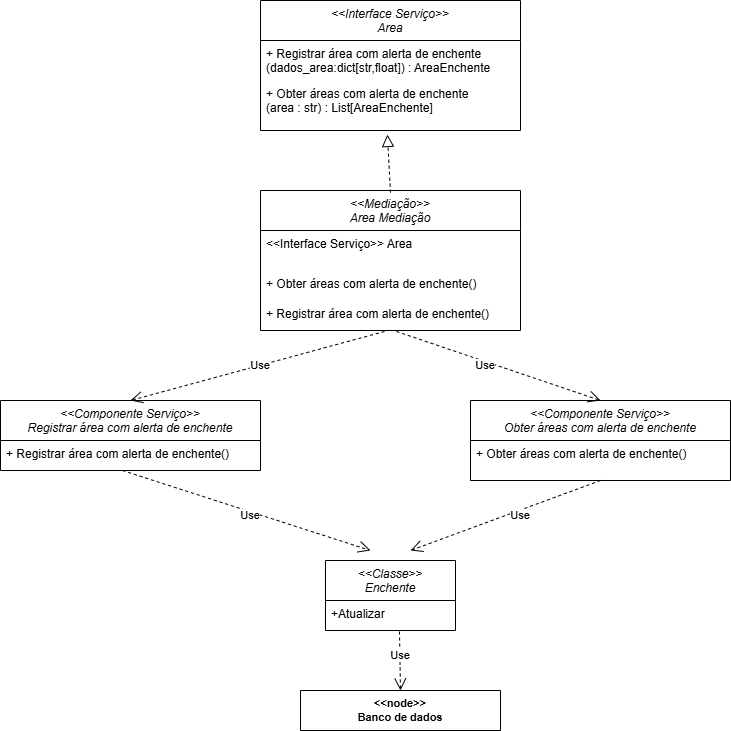 <<Interface Serviço>>
Area
+ Registrar área com alerta de enchente
(dados_area:dict[str,float]) : AreaEnchente
+ Obter áreas com alerta de enchente
(area : str) : List[AreaEnchente]
<<Mediação>>
Area Mediação
<<Interface Serviço>> Area
+ Obter áreas com alerta de enchente()
+ Registrar área com alerta de enchente()
Use
Use
<<Componente Serviço>>
Registrar área com alerta de enchente
+ Registrar área com alerta de enchente()
<<Componente Serviço>>
Obter áreas com alerta de enchente
+ Obter áreas com alerta de enchente()
Use
Use
<<Classe>>
Enchente
+Atualizar
Use
<<node>>
Banco de dados